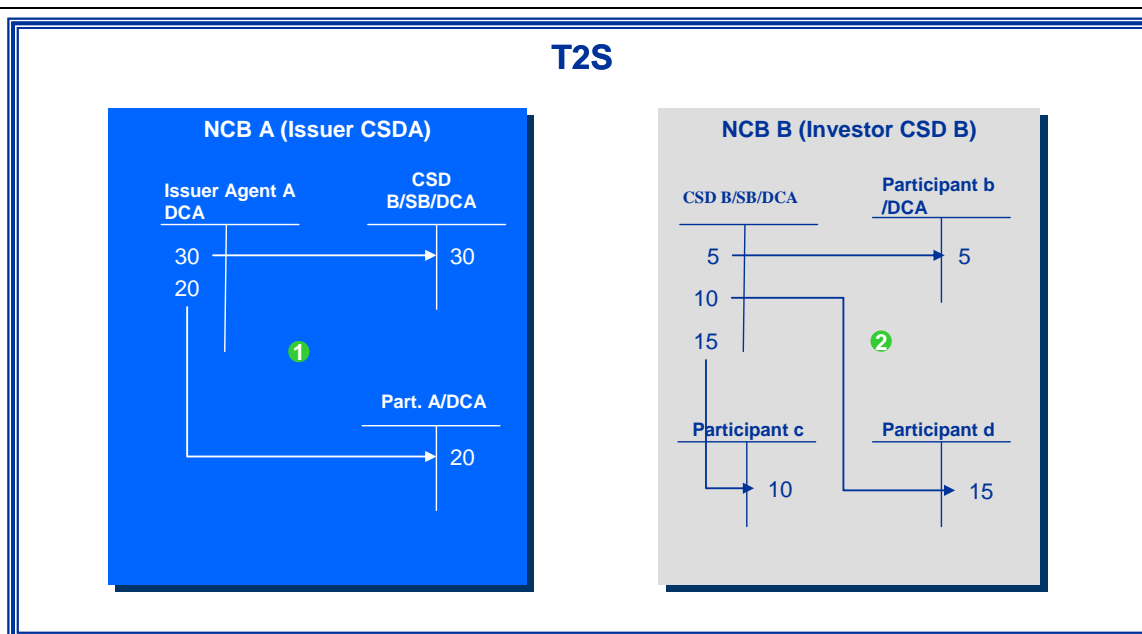 T2S
NCB A (Issuer CSDA)
Issuer Agent A
DCA
CSD
B/SB/DCA
30
30
20
1
Part. A/DCA
20
NCB B (Investor CSD B)
CSD B/SB/DCA
Participant b
/DCA
5
5
10
15
2
Participant c
Participant d
10
15